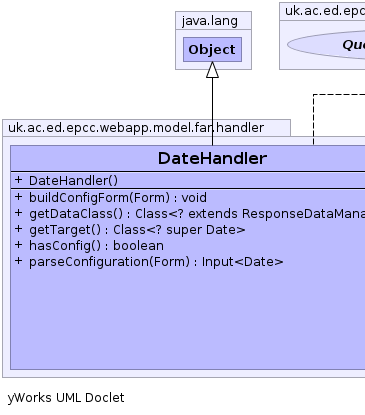 java.lang
Object
uk.ac.ed.epcc
uk.ac.ed.epcc.webapp.model.far.handler
DateHandler
+ DateHandler()
+ buildConfigForm(Form) : void
+ getDataClass() : Class<? extends ResponseDataMana
+ getTarget() : Class<? super Date>
+ hasConfig() : boolean
+ parseConfiguration(Form) : Input<Date>
yWorks UML Doclet